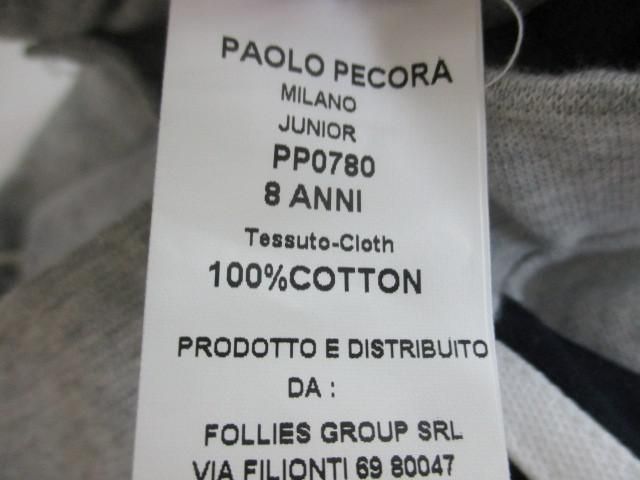 PAOLO PECORA
MILANO
JUNIOR
PP0780
8 ANNI
Tessuto-Cloth
100%COTTON
PRODOTTO E DISTRIBUITO
DA :
FOLLIES GROUP SRL
VIA FILIONTI 69 80047